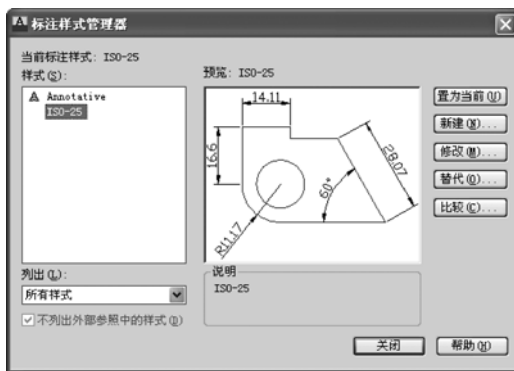 标注样式管理器
当前标注样式: ISO-25
样式(S):
Annotative
ISO-25
预览: ISO-25
14.11
16.6
R11.17
60°
28.07
置为当前(U)
新建(N)...
修改(M)...
替代(O)...
比较(C)...
列出(L):
所有样式
不列出外部参照中的样式(D)
说明
ISO-25
关闭
帮助(H)